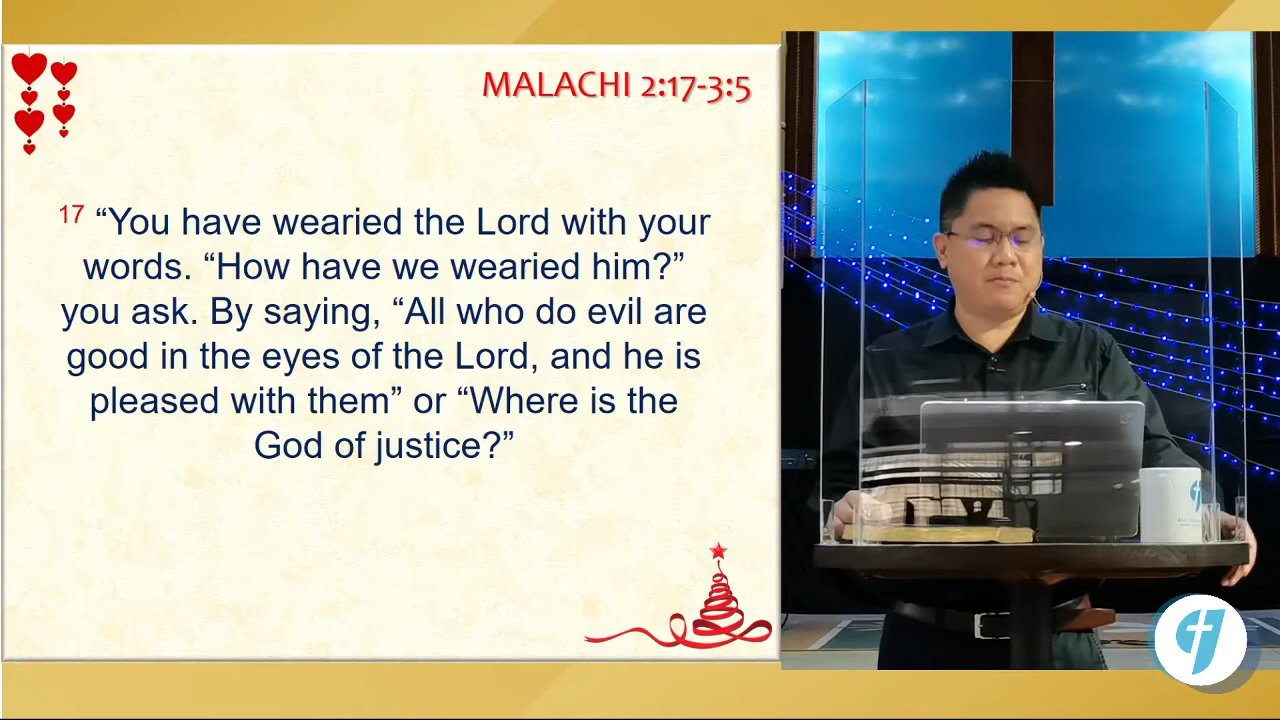 MALACHI 2:17-3:5
17 “You have wearied the Lord with your
words. “How have we wearied him?”
you ask. By saying, “All who do evil are
good in the eyes of the Lord, and he is
pleased with them” or “Where is the
God of justice?”